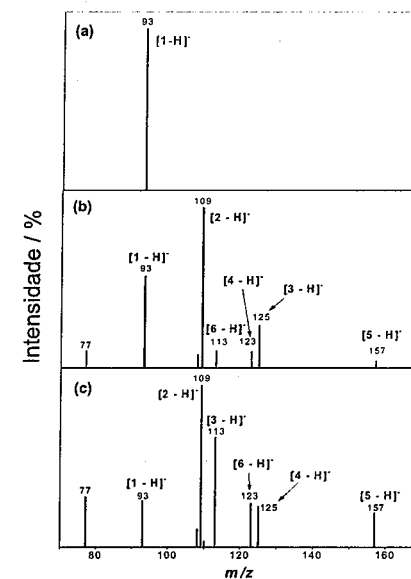 Intensidade / %
(a)
93
[1-H]-
(b)
109
[2 - H]-
[1 - H]-
93
[4 - H]-
[3 - H]-
125
[6 - H]-
113
123
77
[5 - H]-
157
(c)
109
[2 - H]-
[3 - H]-
113
[1 - H]-
93
77
[6 - H]-
123
[4 - H]-
125
[5 - H]-
157
80 100 120 140 160
m/z